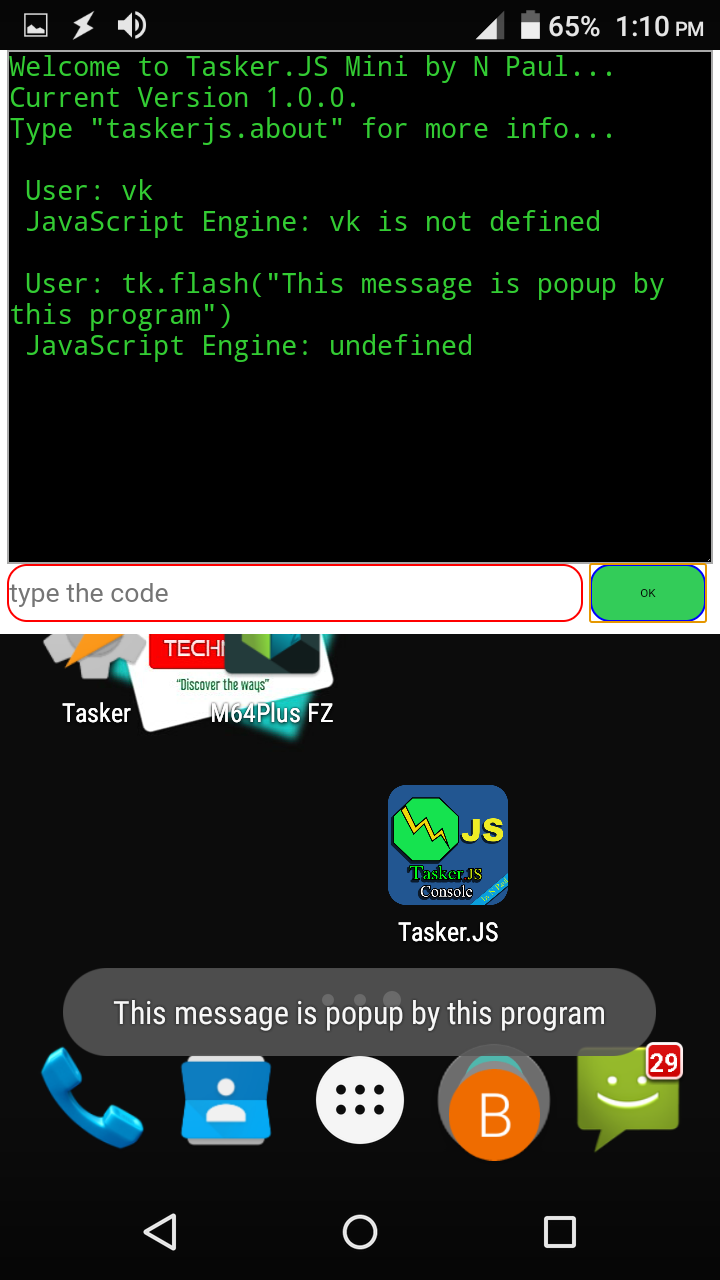 65% 1:10 PM
Welcome to Tasker.JS Mini by N Paul...
Current Version 1.0.0.
Type "taskerjs.about" for more info...
User: vk
JavaScript Engine: vk is not defined
User: tk.flash("This message is popup by
this program")
JavaScript Engine: undefined
type the code
OK
"Discover the ways"
Tasker
M64Plus FZ
JS
Tasker.JS
Console
Tasker.JS
This message is popup by this program
29
B